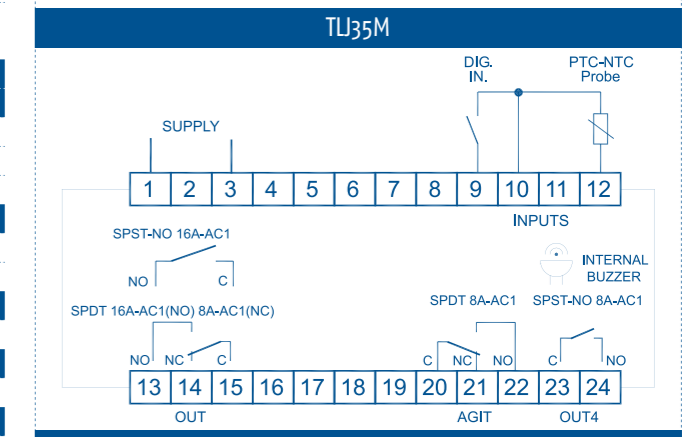 TLJ35M
DIG. IN.
PTC-NTC Probe
SUPPLY
1 2 3 4 5 6 7 8 9 10 11 12
INPUTS
SPST-NO 16A-AC1
INTERNAL BUZZER
NO C
SPDT 8A-AC1 SPST-NO 8A-AC1
SPDT 16A-AC1(NO) 8A-AC1(NC)
NO NC C C NC NO C NO
13 14 15 16 17 18 19 20 21 22 23 24
OUT AGIT OUT4